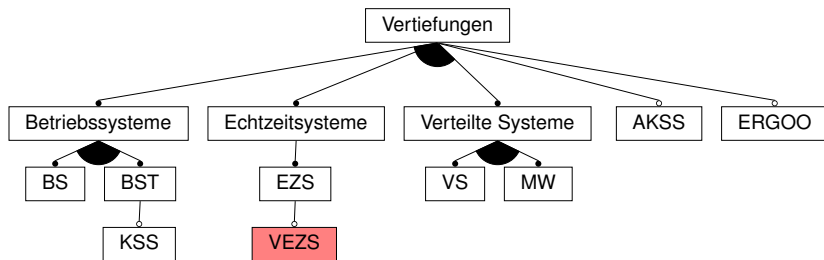 Vertiefungen
Betriebssysteme
Echtzeitsysteme
Verteilte Systeme
AKSS
ERGOO
BS
BST
EZS
VS
MW
KSS
VEZS